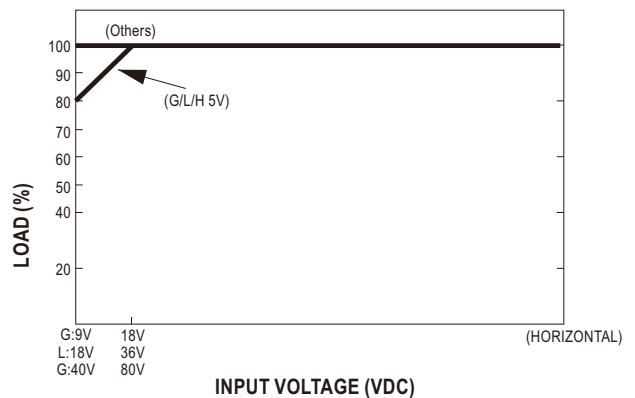 (Others)
100
90
(G/L/H 5V)
80
70
60
50
40
20
LOAD (%)
G:9V 18V (HORIZONTAL)
L:18V 36V
G:40V 80V
INPUT VOLTAGE (VDC)